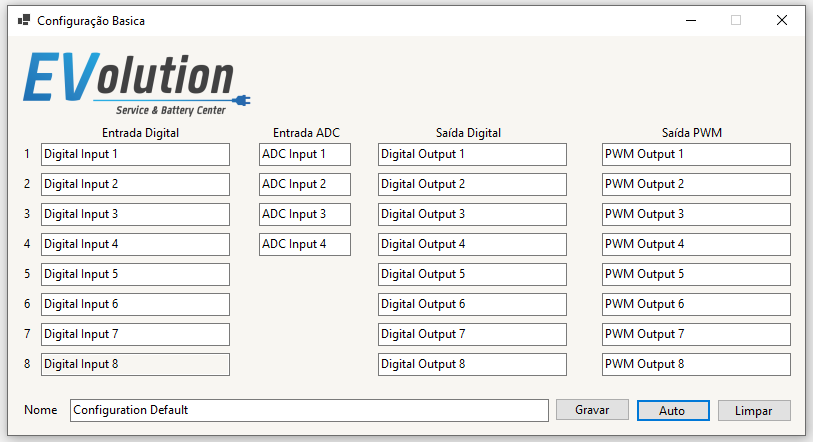 Configuração Basica
EVolution
Service & Battery Center
Entrada Digital Entrada ADC Saída Digital Saída PWM
1 Digital Input 1 ADC Input 1 Digital Output 1 PWM Output 1
2 Digital Input 2 ADC Input 2 Digital Output 2 PWM Output 2
3 Digital Input 3 ADC Input 3 Digital Output 3 PWM Output 3
4 Digital Input 4 ADC Input 4 Digital Output 4 PWM Output 4
5 Digital Input 5 Digital Output 5 PWM Output 5
6 Digital Input 6 Digital Output 6 PWM Output 6
7 Digital Input 7 Digital Output 7 PWM Output 7
8 Digital Input 8 Digital Output 8 PWM Output 8
Nome Configuration Default Gravar Auto Limpar